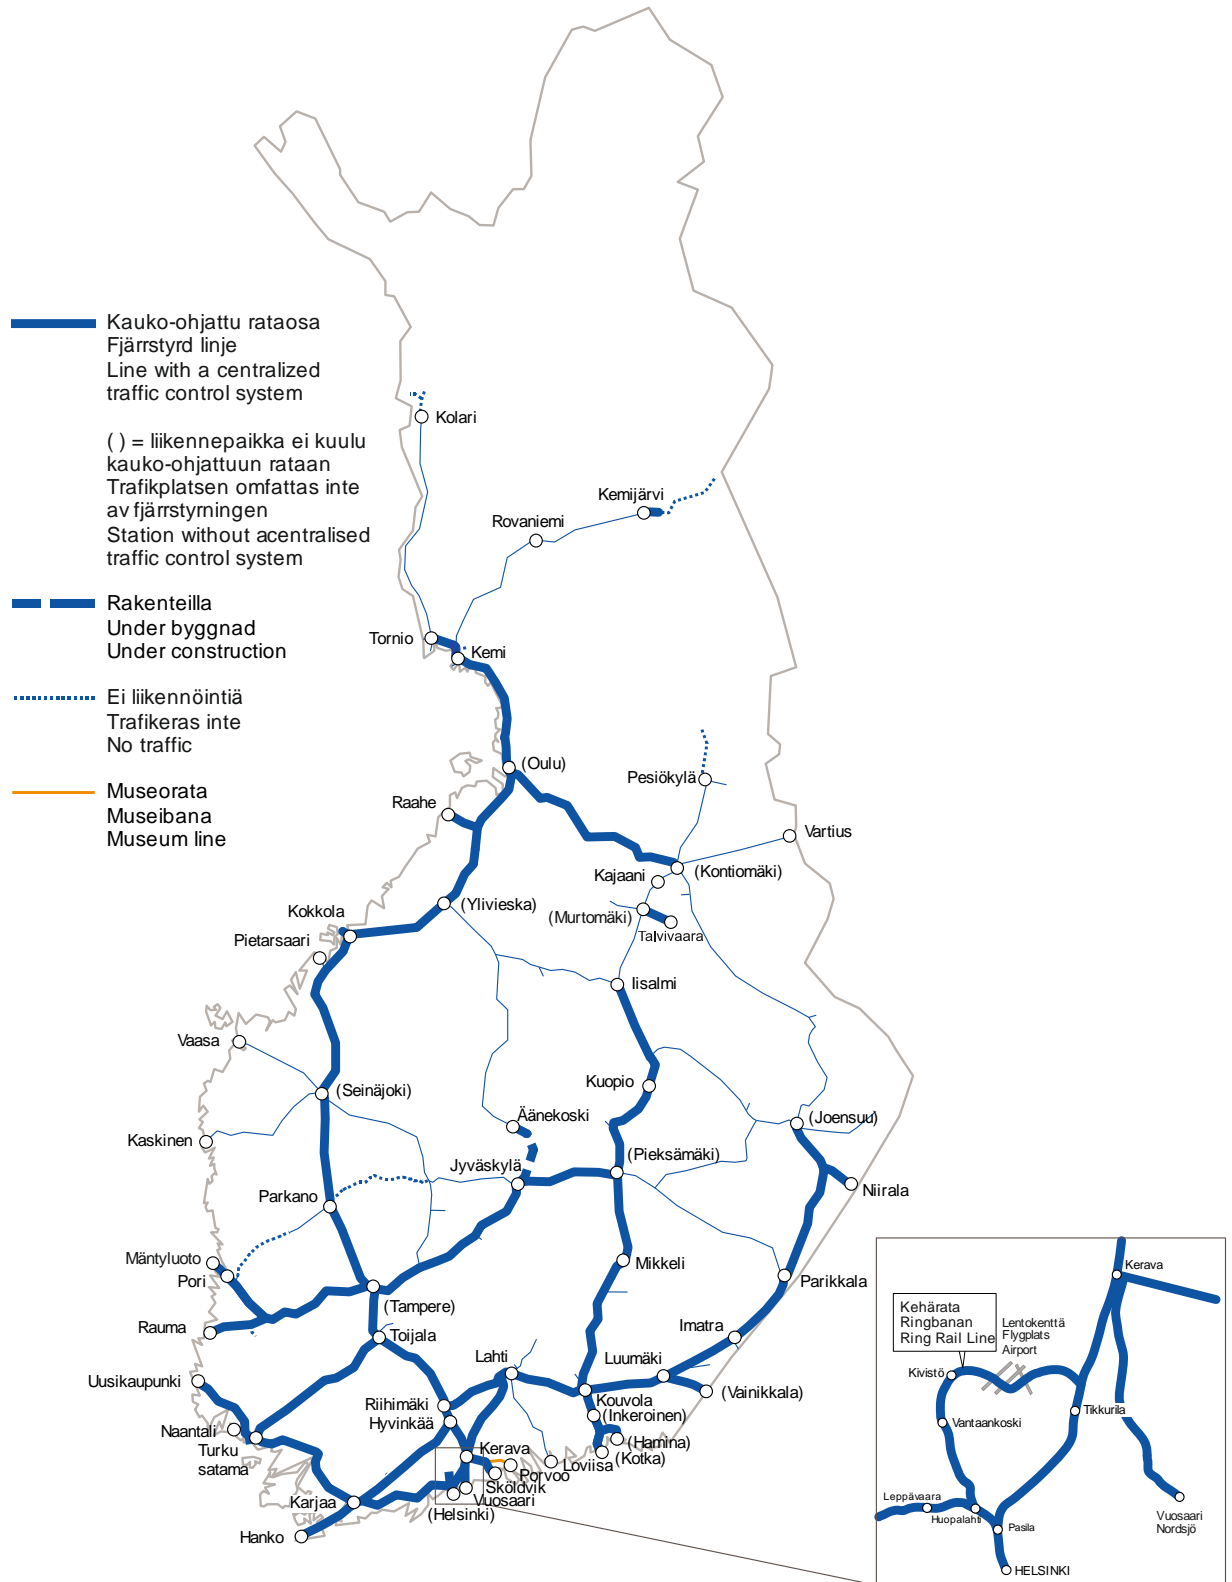 Kauko-ohjattu rataosa
Fjärrstyrd linje
Line with a centralized
traffic control system
( ) = liikennepaikka ei kuulu
kauko-ohjattuun rataan
Trafikplatsen omfattas inte
av fjärrstyrningen
Station without acentralised
traffic control system
Rakenteilla
Under byggnad
Under construction
Ei liikennöintiä
Trafikeras inte
No traffic
Museorata
Museibana
Museum line
Kolari
Kemijärvi
Rovaniemi
Tornio
Kemi
(Oulu)
Pesiökylä
Raahe
Vartius
(Kontiomäki)
Kajaani
(Ylivieska)
(Murtomäki)
Talvivaara
Kokkola
Pietarsaari
Iisalmi
Vaasa
Kuopio
(Seinäjoki)
Äänekoski
(Joensuu)
Kaskinen
(Pieksämäki)
Jyväskylä
Niirala
Parkano
Mäntyluoto
Pori
Mikkeli
Parikkala
(Tampere)
Rauma
Toijala
Imatra
Lahti
Luumäki
Uusikaupunki
(Vainikkala)
Riihimäki
Kouvola
Hyvinkää
(Inkeroinen)
Naantali
Turku
satama
(Hamina)
Kerava
(Kotka)
Loviisa
Porvoo
Sköldvik
Vuosaari
(Helsinki)
Karjaa
Hanko
Kerava
Kehärata
Ringbanan
Ring Rail Line
Lentokenttä
Flygplats
Airport
Kivistö
Tikkurila
Vantaankoski
Leppävaara
Huopalahti
Pasila
Vuosaari
Nordsjö
HELSINKI